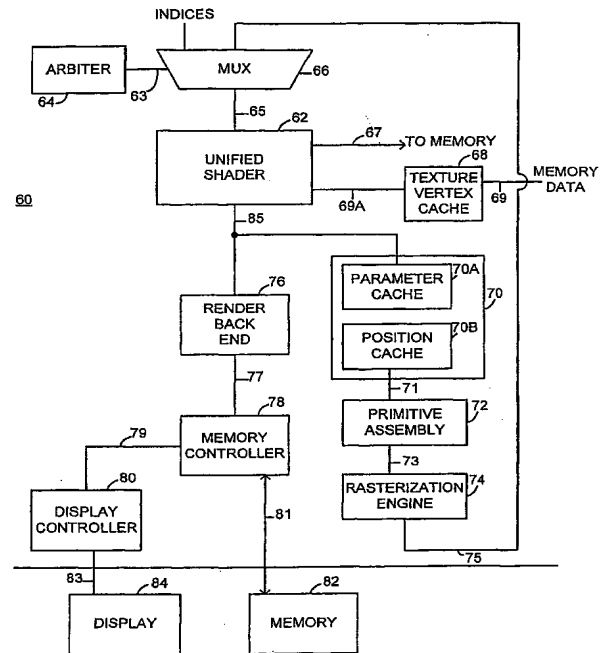 INDICES
ARBITER
64
63
MUX
66
65
62
UNIFIED
SHADER
67
TO MEMORY
68
TEXTURE
VERTEX
CACHE
69
MEMORY
DATA
69A
60
85
76
RENDER
BACK
END
70A
PARAMETER
CACHE
70
70B
POSITION
CACHE
71
77
78
MEMORY
CONTROLLER
PRIMITIVE
ASSEMBLY
72
73
79
80
DISPLAY
CONTROLLER
81
RASTERIZATION
ENGINE
74
75
83
84
DISPLAY
82
MEMORY